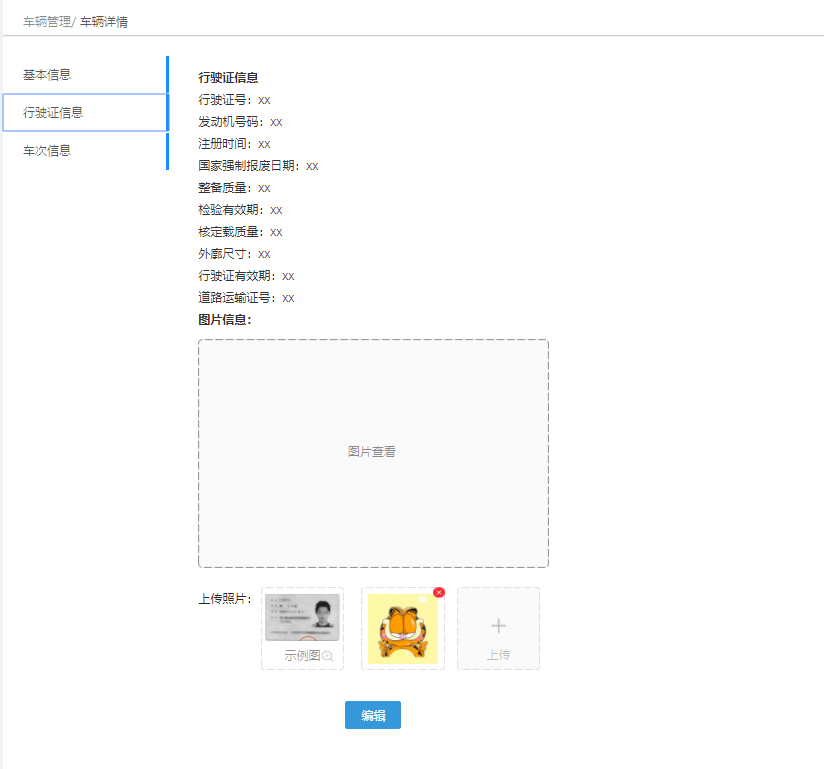 车辆管理/ 车辆详情
基本信息
行驶证信息
车次信息
行驶证信息
行驶证号：xx
发动机号码：xx
注册时间：xx
国家强制报废日期：xx
整备质量：xx
检验有效期：xx
核定载质量：xx
外廓尺寸：xx
行驶证有效期：xx
道路运输证号：xx
图片信息：
图片查看
上传照片：
示例图
上传
编辑